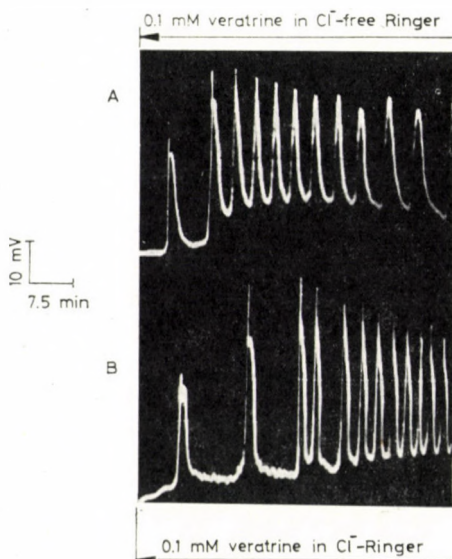 0.1 mM veratrine in Cl⁻-free Ringer
A
10 mV
7.5 min
B
0.1 mM veratrine in Cl⁻-Ringer